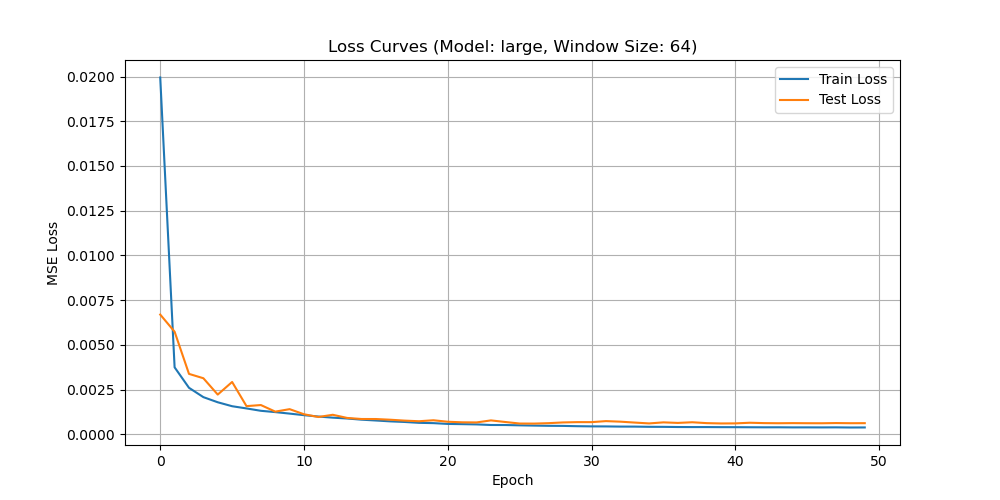 Loss Curves (Model: large, Window Size: 64)
Train Loss
Test Loss
MSE Loss
0.0200
0.0175
0.0150
0.0125
0.0100
0.0075
0.0050
0.0025
0.0000
0 10 20 30 40 50
Epoch